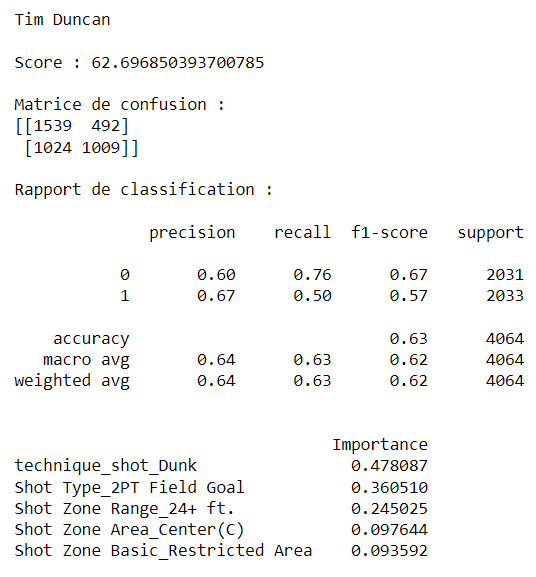 Tim Duncan
Score : 62.696850393700785
Matrice de confusion :
[[1539  492]
 [1024 1009]]
Rapport de classification :
              precision    recall  f1-score   support
           0       0.60      0.76      0.67      2031
           1       0.67      0.50      0.57      2033
    accuracy                           0.63      4064
   macro avg       0.64      0.63      0.62      4064
weighted avg       0.64      0.63      0.62      4064
                                 Importance
technique_shot_Dunk                0.478087
Shot Type_2PT Field Goal           0.360510
Shot Zone Range_24+ ft.            0.245025
Shot Zone Area_Center(C)           0.097644
Shot Zone Basic_Restricted Area    0.093592